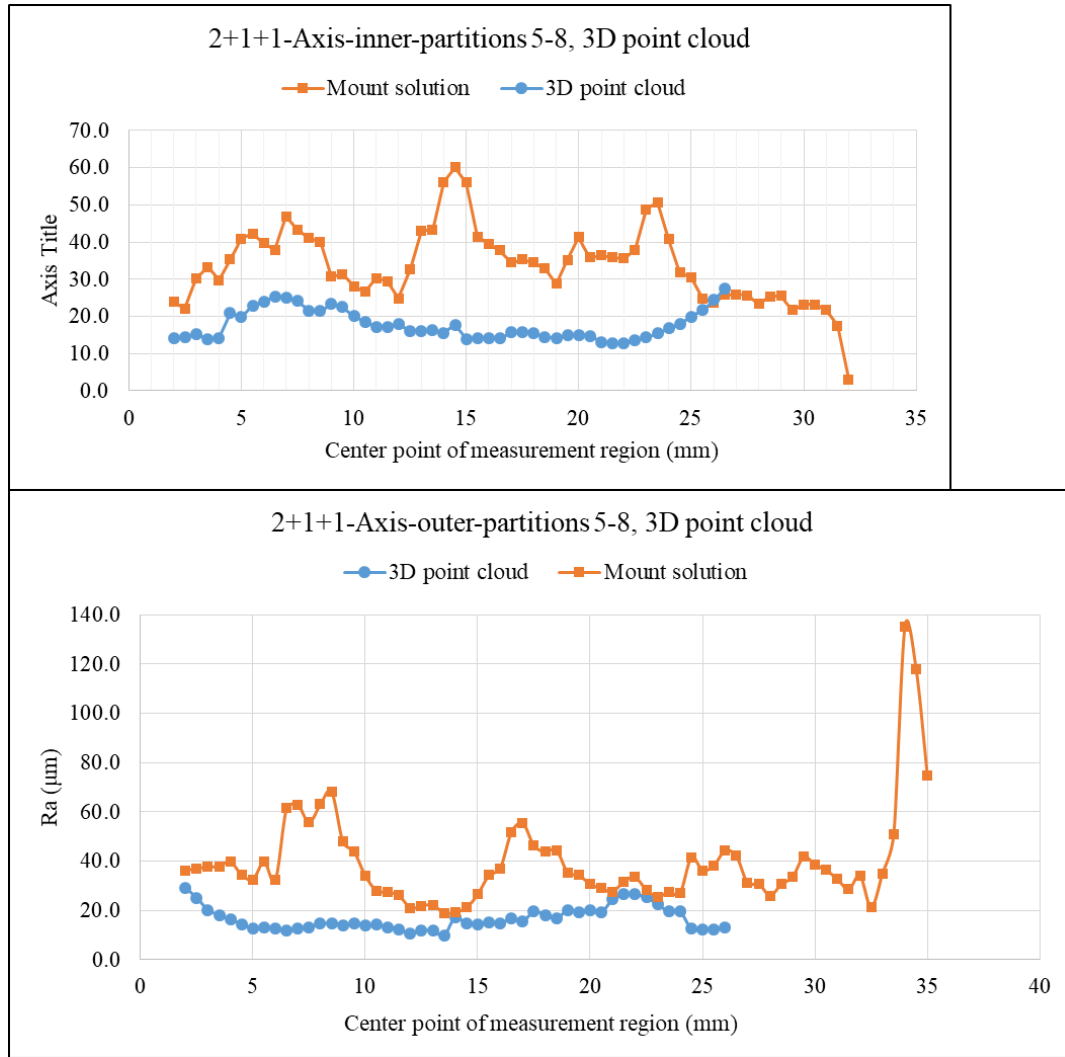 2+1+1-Axis-inner-partitions 5-8, 3D point cloud
Mount solution 3D point cloud
70.0
60.0
50.0
40.0
30.0
20.0
10.0
0.0
Axis Title
0 5 10 15 20 25 30 35
Center point of measurement region (mm)
2+1+1-Axis-outer-partitions 5-8, 3D point cloud
3D point cloud Mount solution
140.0
120.0
100.0
80.0
60.0
40.0
20.0
0.0
Ra (μm)
0 5 10 15 20 25 30 35 40
Center point of measurement region (mm)